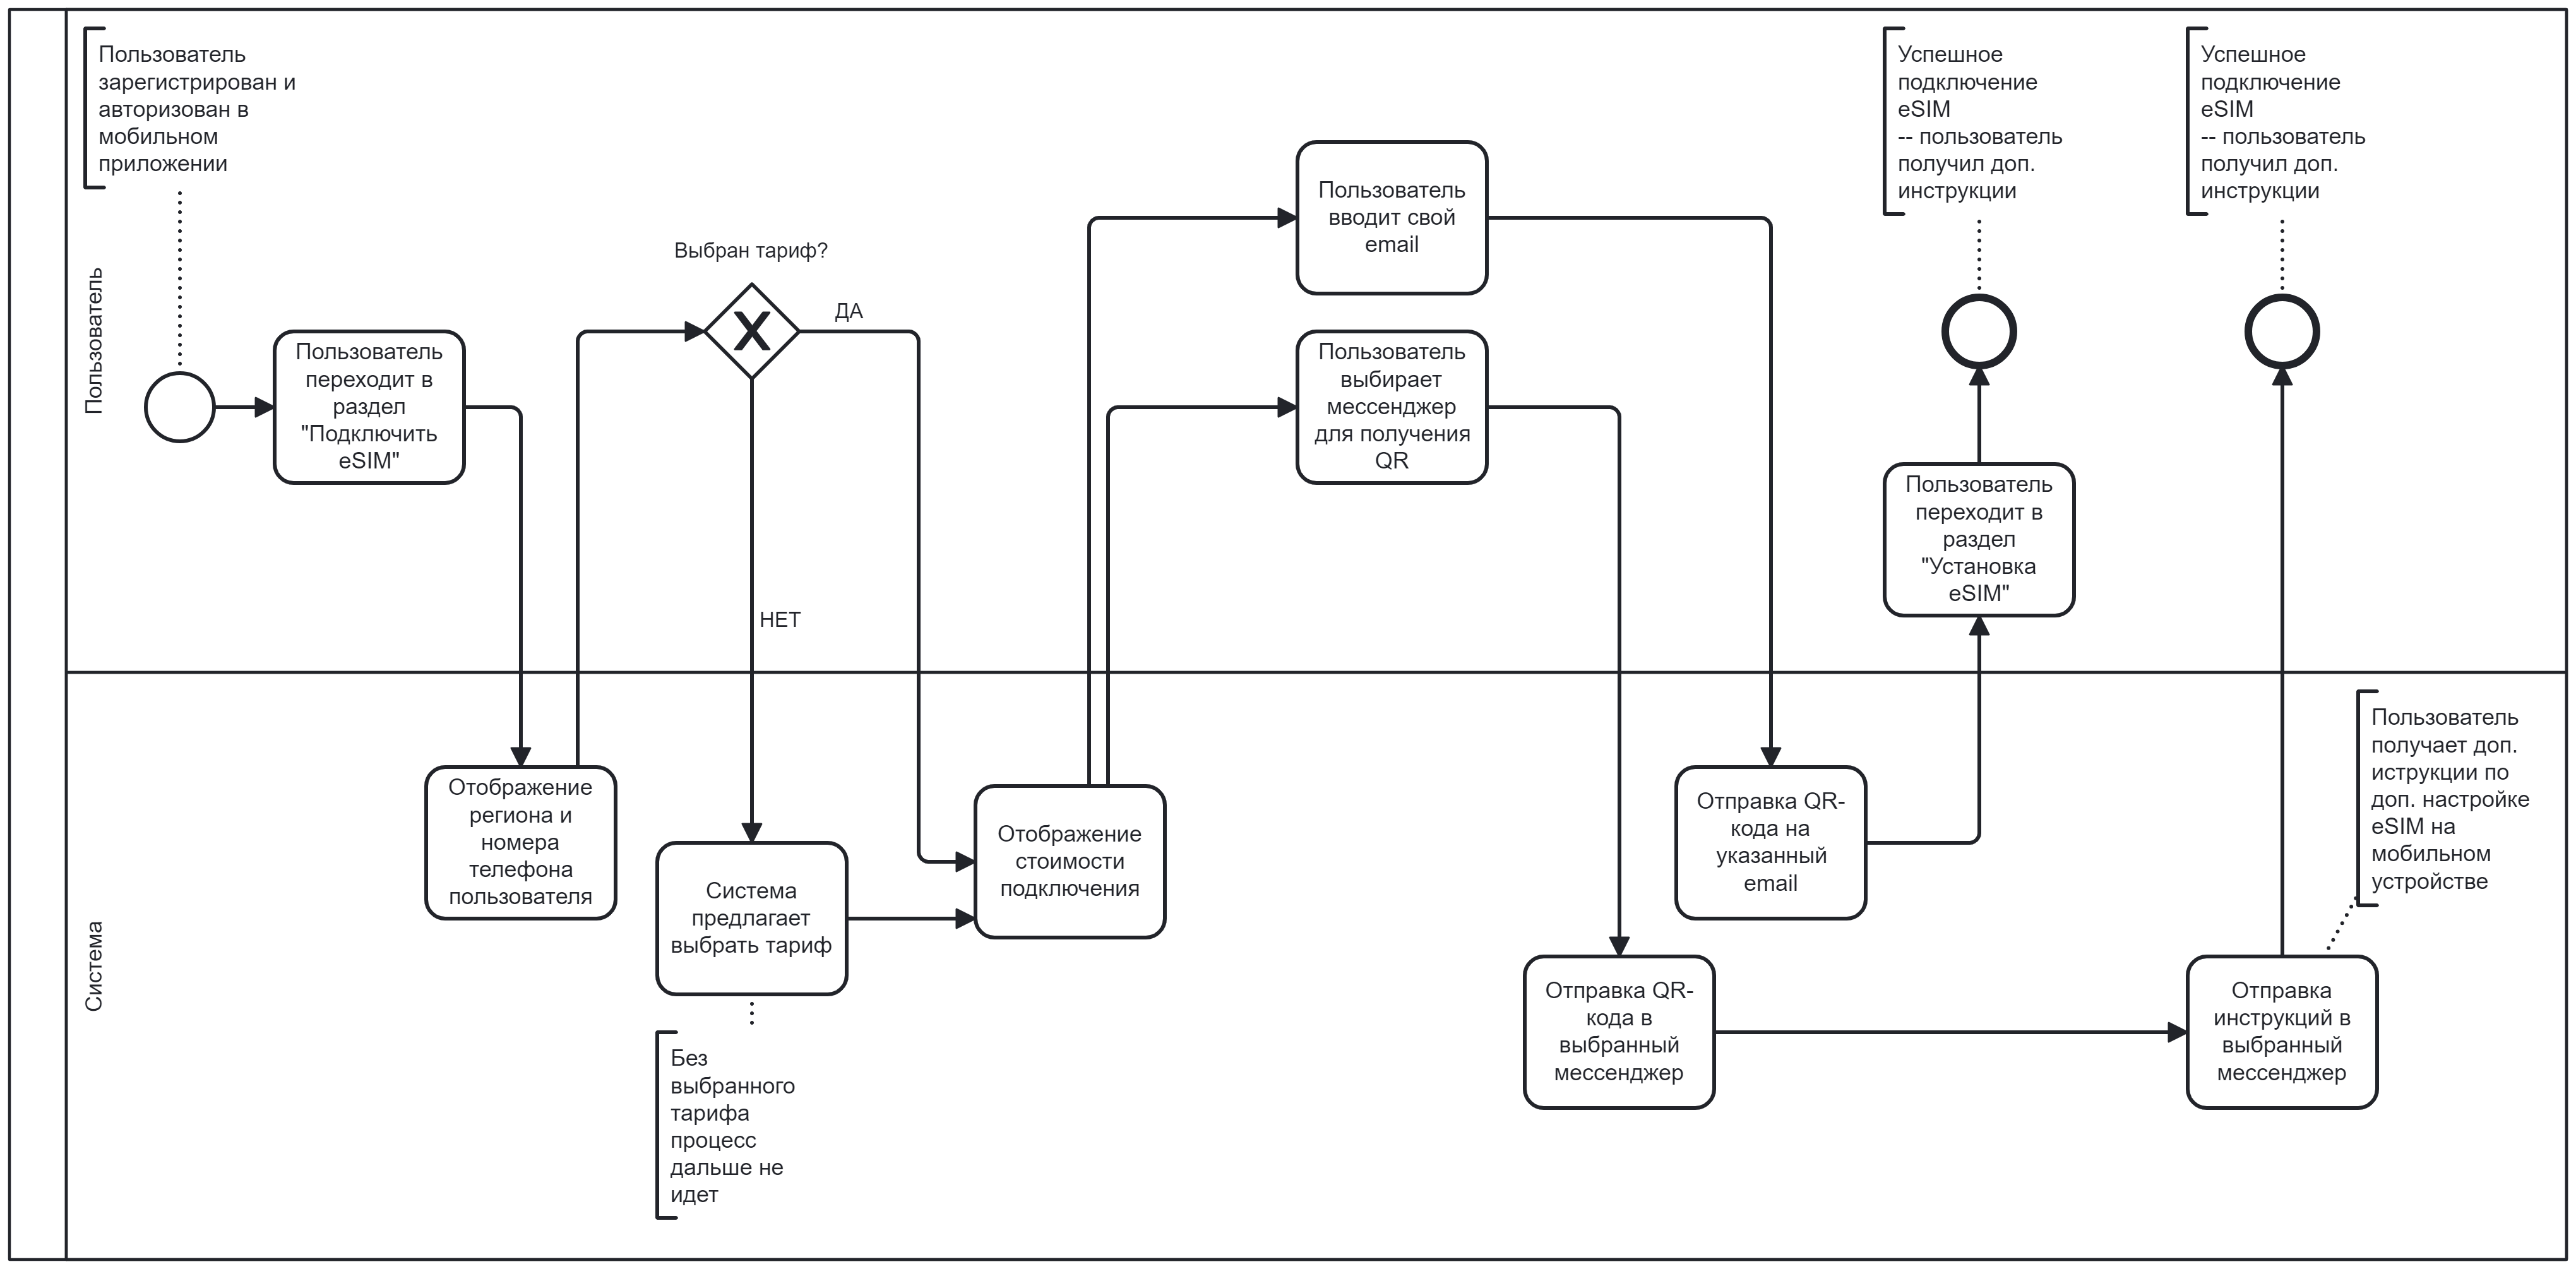 Пользователь
зарегистрирован и
авторизован в
мобильном
приложении
Пользователь
Пользователь
переходит в
раздел
"Подключить
eSIM"
Выбран тариф?
ДА
НЕТ
Пользователь
вводит свой
email
Пользователь
выбирает
мессенджер
для получения
QR
Успешное
подключение
eSIM
-- пользователь
получил доп.
инструкции
Успешное
подключение
eSIM
-- пользователь
получил доп.
инструкции
Пользователь
переходит в
раздел
"Установка
eSIM"
Система
Отображение
региона и
номера
телефона
пользователя
Система
предлагает
выбрать тариф
Без
выбранного
тарифа
процесс
дальше не
идет
Отображение
стоимости
подключения
Отправка QR-
кода на
указанный
email
Отправка QR-
кода в
выбранный
мессенджер
Пользователь
получает доп.
иструкции по
доп. настройке
eSIM на
мобильном
устройстве
Отправка
инструкций в
выбранный
мессенджер